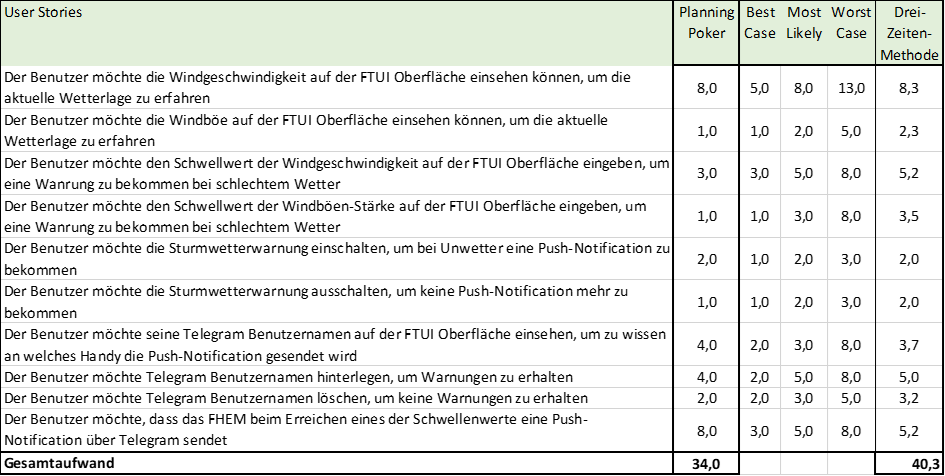 User Stories Planning Poker Best Case Most Likely Worst Case Drei-Zeiten-Methode
Der Benutzer möchte die Windgeschwindigkeit auf der FTUI Oberfläche einsehen können, um die
aktuelle Wetterlage zu erfahren 8,0 5,0 8,0 13,0 8,3
Der Benutzer möchte die Windböe auf der FTUI Oberfläche einsehen können, um die aktuelle
Wetterlage zu erfahren 1,0 1,0 2,0 5,0 2,3
Der Benutzer möchte den Schwellwert der Windgeschwindigkeit auf der FTUI Oberfläche eingeben, um
eine Wanrung zu bekommen bei schlechtem Wetter 3,0 3,0 5,0 8,0 5,2
Der Benutzer möchte den Schwellwert der Windböen-Stärke auf der FTUI Oberfläche eingeben, um
eine Wanrung zu bekommen bei schlechtem Wetter 1,0 1,0 3,0 8,0 3,5
Der Benutzer möchte die Sturmwetterwarnung einschalten, um bei Unwetter eine Push-Notification zu
bekommen 2,0 1,0 2,0 3,0 2,0
Der Benutzer möchte die Sturmwetterwarnung ausschalten, um keine Push-Notification mehr zu
bekommen 1,0 1,0 2,0 3,0 2,0
Der Benutzer möchte seine Telegram Benutzernamen auf der FTUI Oberfläche einsehen, um zu wissen
an welches Handy die Push-Notification gesendet wird 4,0 2,0 3,0 8,0 3,7
Der Benutzer möchte Telegram Benutzernamen hinterlegen, um Warnungen zu erhalten 4,0 2,0 5,0 8,0 5,0
Der Benutzer möchte Telegram Benutzernamen löschen, um keine Warnungen zu erhalten 2,0 2,0 3,0 5,0 3,2
Der Benutzer möchte, dass das FHEM beim Erreichen eines der Schwellenwerte eine Push-
Notification über Telegram sendet 8,0 3,0 5,0 8,0 5,2
Gesamtaufwand 34,0 40,3